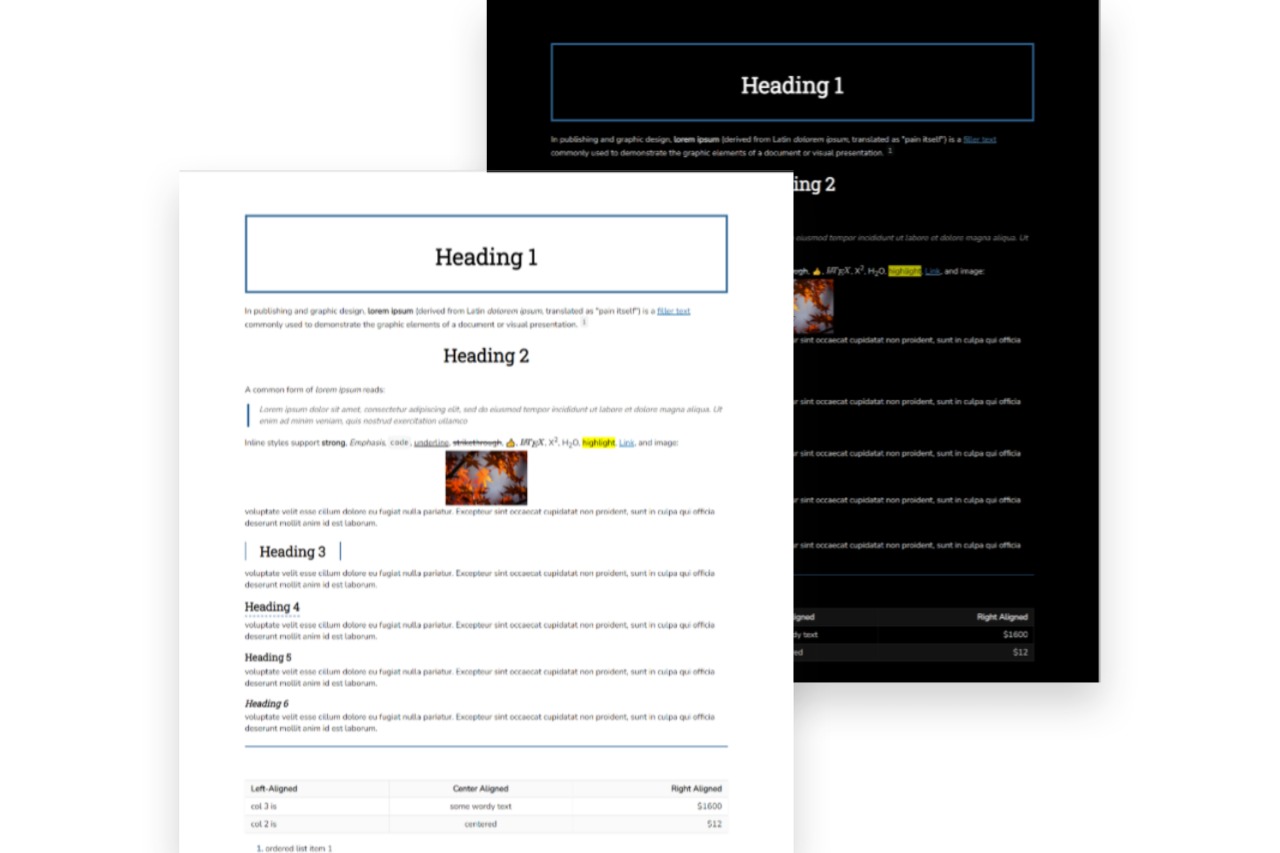 Heading 1
In publishing and graphic design, lorem ipsum (derived from Latin dolorem ipsum, translated as "pain itself") is a filler text
commonly used to demonstrate the graphic elements of a document or visual presentation. 1
ing 2
eiusmod tempor incididunt ut labore et dolore magna aliqua. Ut
ough, 👍, LATEX, X², H₂O, highlight, Link, and image:
r sint occaecat cupidatat non proident, sunt in culpa qui officia
r sint occaecat cupidatat non proident, sunt in culpa qui officia
r sint occaecat cupidatat non proident, sunt in culpa qui officia
r sint occaecat cupidatat non proident, sunt in culpa qui officia
r sint occaecat cupidatat non proident, sunt in culpa qui officia
igned Right Aligned
dy text $1600
ed $12
Heading 1
In publishing and graphic design, lorem ipsum (derived from Latin dolorem ipsum, translated as "pain itself") is a filler text
commonly used to demonstrate the graphic elements of a document or visual presentation. 1
Heading 2
A common form of lorem ipsum reads:
Lorem ipsum dolor sit amet, consectetur adipiscing elit, sed do eiusmod tempor incididunt ut labore et dolore magna aliqua. Ut
enim ad minim veniam, quis nostrud exercitation ullamco
Inline styles support strong, Emphasis, code, underline, strikethrough, 👍, LATEX, X², H₂O, highlight, Link, and image:
voluptate velit esse cillum dolore eu fugiat nulla pariatur. Excepteur sint occaecat cupidatat non proident, sunt in culpa qui officia
deserunt mollit anim id est laborum.
Heading 3
voluptate velit esse cillum dolore eu fugiat nulla pariatur. Excepteur sint occaecat cupidatat non proident, sunt in culpa qui officia
deserunt mollit anim id est laborum.
Heading 4
voluptate velit esse cillum dolore eu fugiat nulla pariatur. Excepteur sint occaecat cupidatat non proident, sunt in culpa qui officia
deserunt mollit anim id est laborum.
Heading 5
voluptate velit esse cillum dolore eu fugiat nulla pariatur. Excepteur sint occaecat cupidatat non proident, sunt in culpa qui officia
deserunt mollit anim id est laborum.
Heading 6
voluptate velit esse cillum dolore eu fugiat nulla pariatur. Excepteur sint occaecat cupidatat non proident, sunt in culpa qui officia
deserunt mollit anim id est laborum.
Left-Aligned Center Aligned Right Aligned
col 3 is some wordy text $1600
col 2 is centered $12
1. ordered list item 1